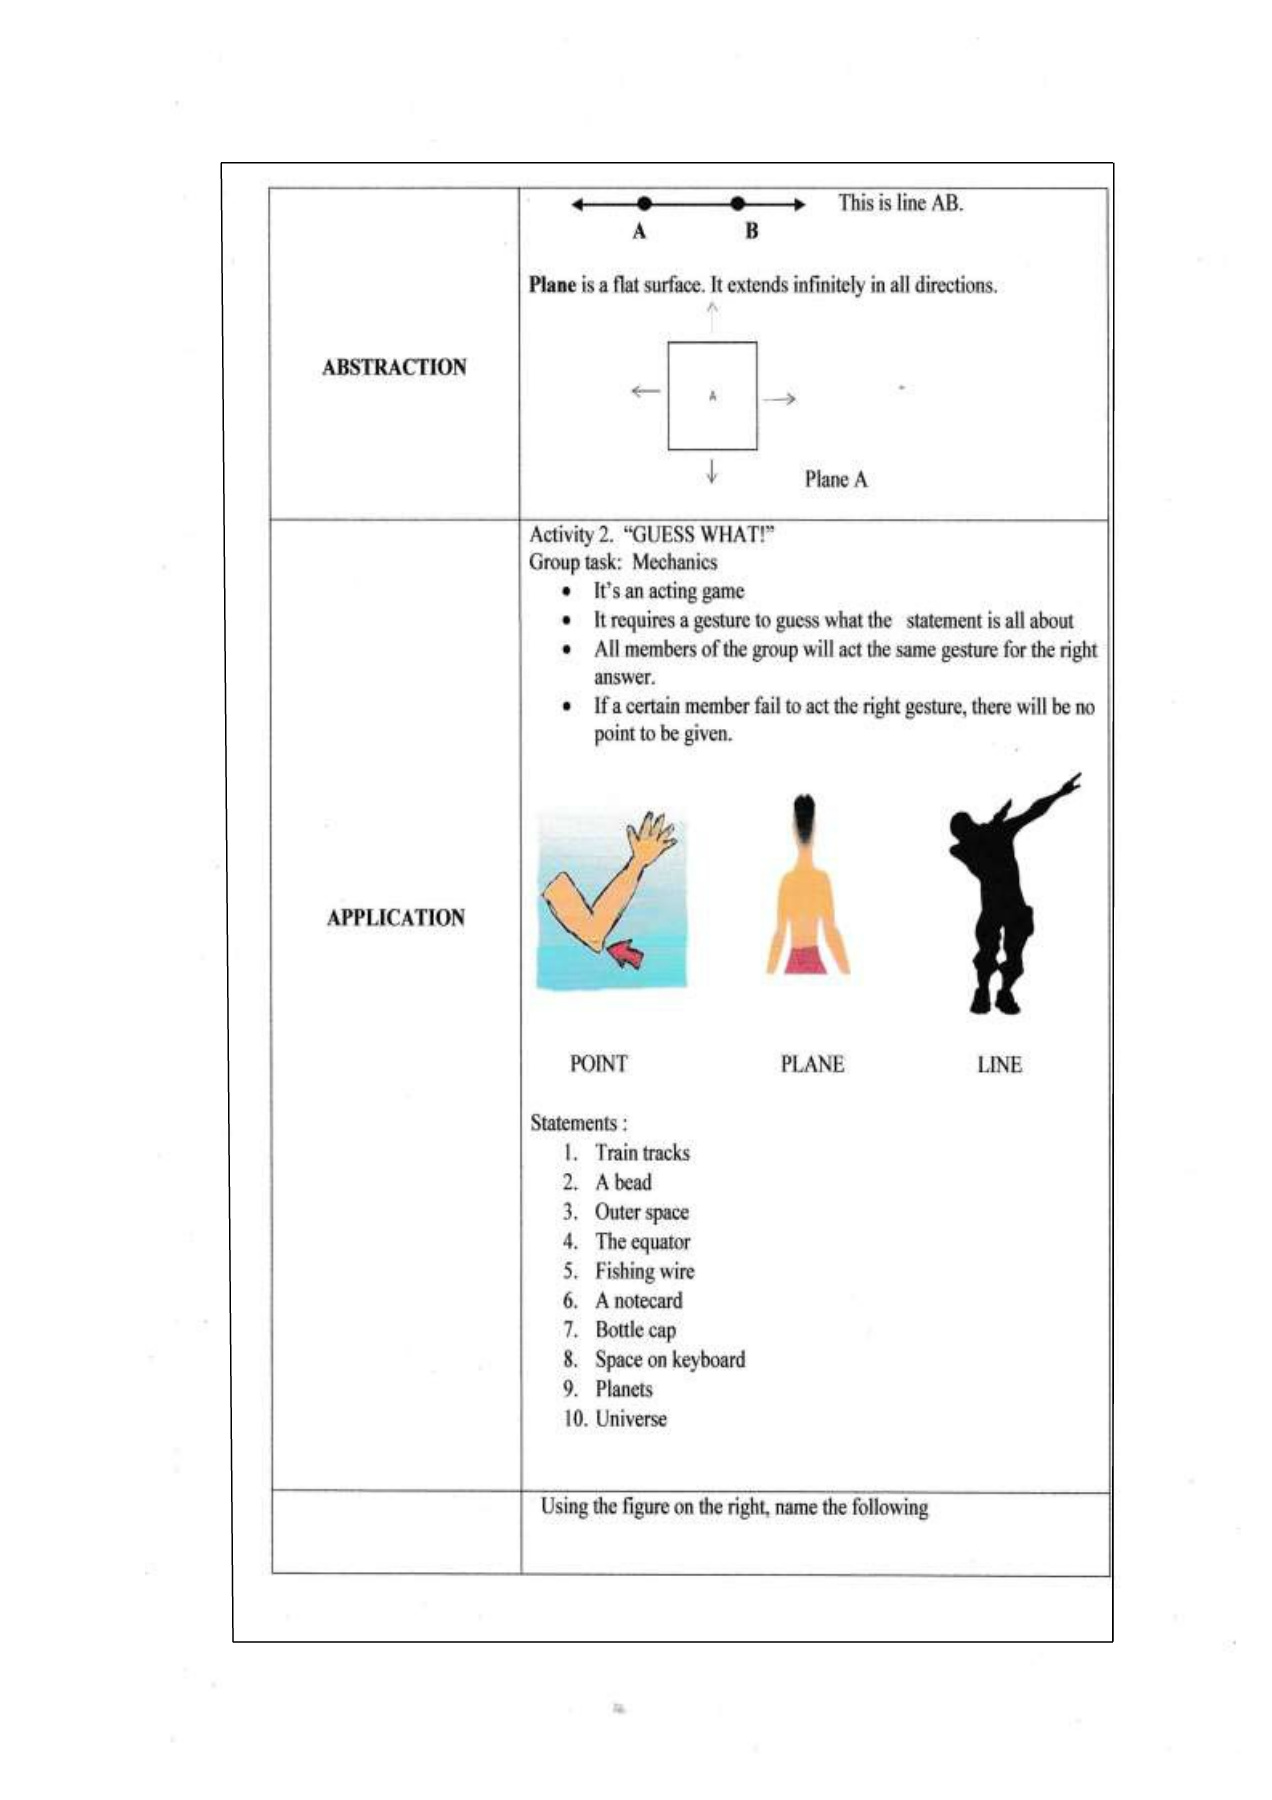 This is line AB.
A B
Plane is a flat surface. It extends infinitely in all directions.
ABSTRACTION
A
Plane A
Activity 2. “GUESS WHAT!”
Group task: Mechanics
• It’s an acting game
• It requires a gesture to guess what the statement is all about
• All members of the group will act the same gesture for the right
answer.
• If a certain member fail to act the right gesture, there will be no
point to be given.
APPLICATION
POINT PLANE LINE
Statements :
1. Train tracks
2. A bead
3. Outer space
4. The equator
5. Fishing wire
6. A notecard
7. Bottle cap
8. Space on keyboard
9. Planets
10. Universe
Using the figure on the right, name the following